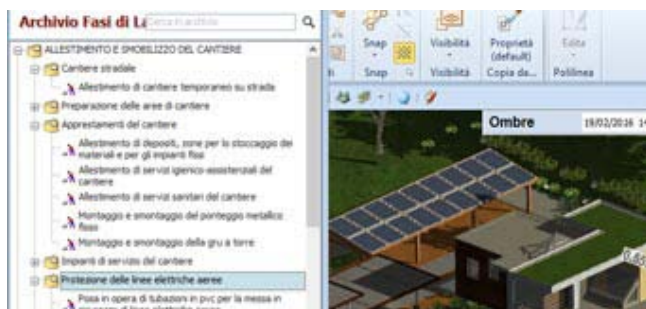 Archivio Fasi di La
Cerca in archivio
ALLESTIMENTO E SMOBILIZZO DEL CANTIERE
Cantiere stradale
Allestimento di cantiere temporaneo su strada
Preparazione delle aree di cantiere
Apprestamenti del cantiere
Allestimento di depositi, zone per lo stoccaggio dei
materiali e per gli impianti fissi
Allestimento di servizi igienico-assistenziali del
cantiere
Allestimento di servizi sanitari del cantiere
Montaggio e smontaggio del ponteggio metallico
fisso
Montaggio e smontaggio della gru a torre
Impianti di servizio del cantiere
Protezione delle linee elettriche aeree
Posa in opera di tubazioni in pvc per la messa in
Snap
Visibilità
Proprietà
(default)
Edita
Snap
Visibilità
Copia da...
Polilinea
Ombre
19/02/2016 14